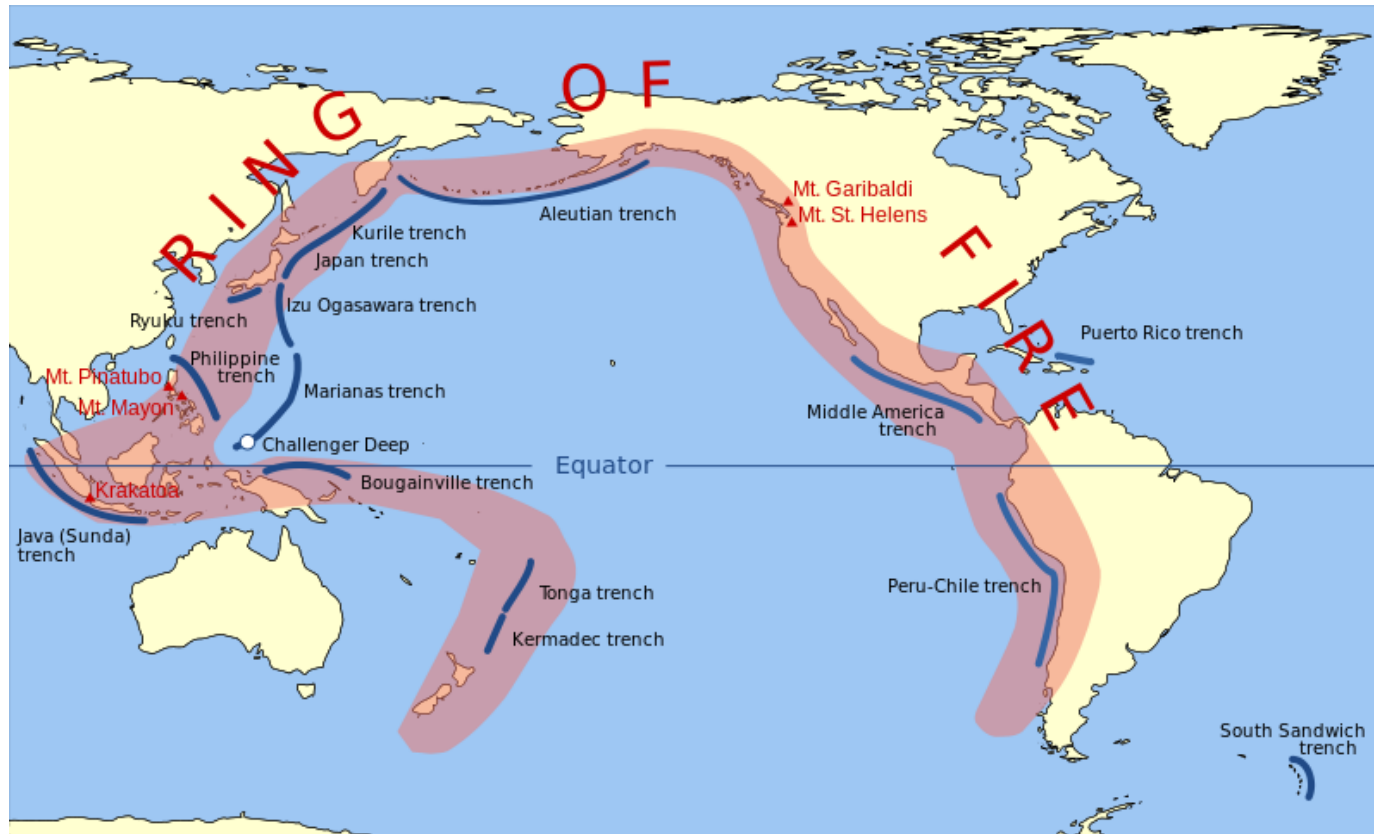 RING OF FIRE
Mt. Garibaldi
Mt. St. Helens
Aleutian trench
Kurile trench
Japan trench
Izu Ogasawara trench
Ryuku trench
Puerto Rico trench
Philippine
trench
Mt. Pinatubo
Mt. Mayon
Marianas trench
Middle America
trench
Challenger Deep
Equator
Bougainville trench
Krakatoa
Java (Sunda)
trench
Peru-Chile trench
Tonga trench
Kermadec trench
South Sandwich
trench